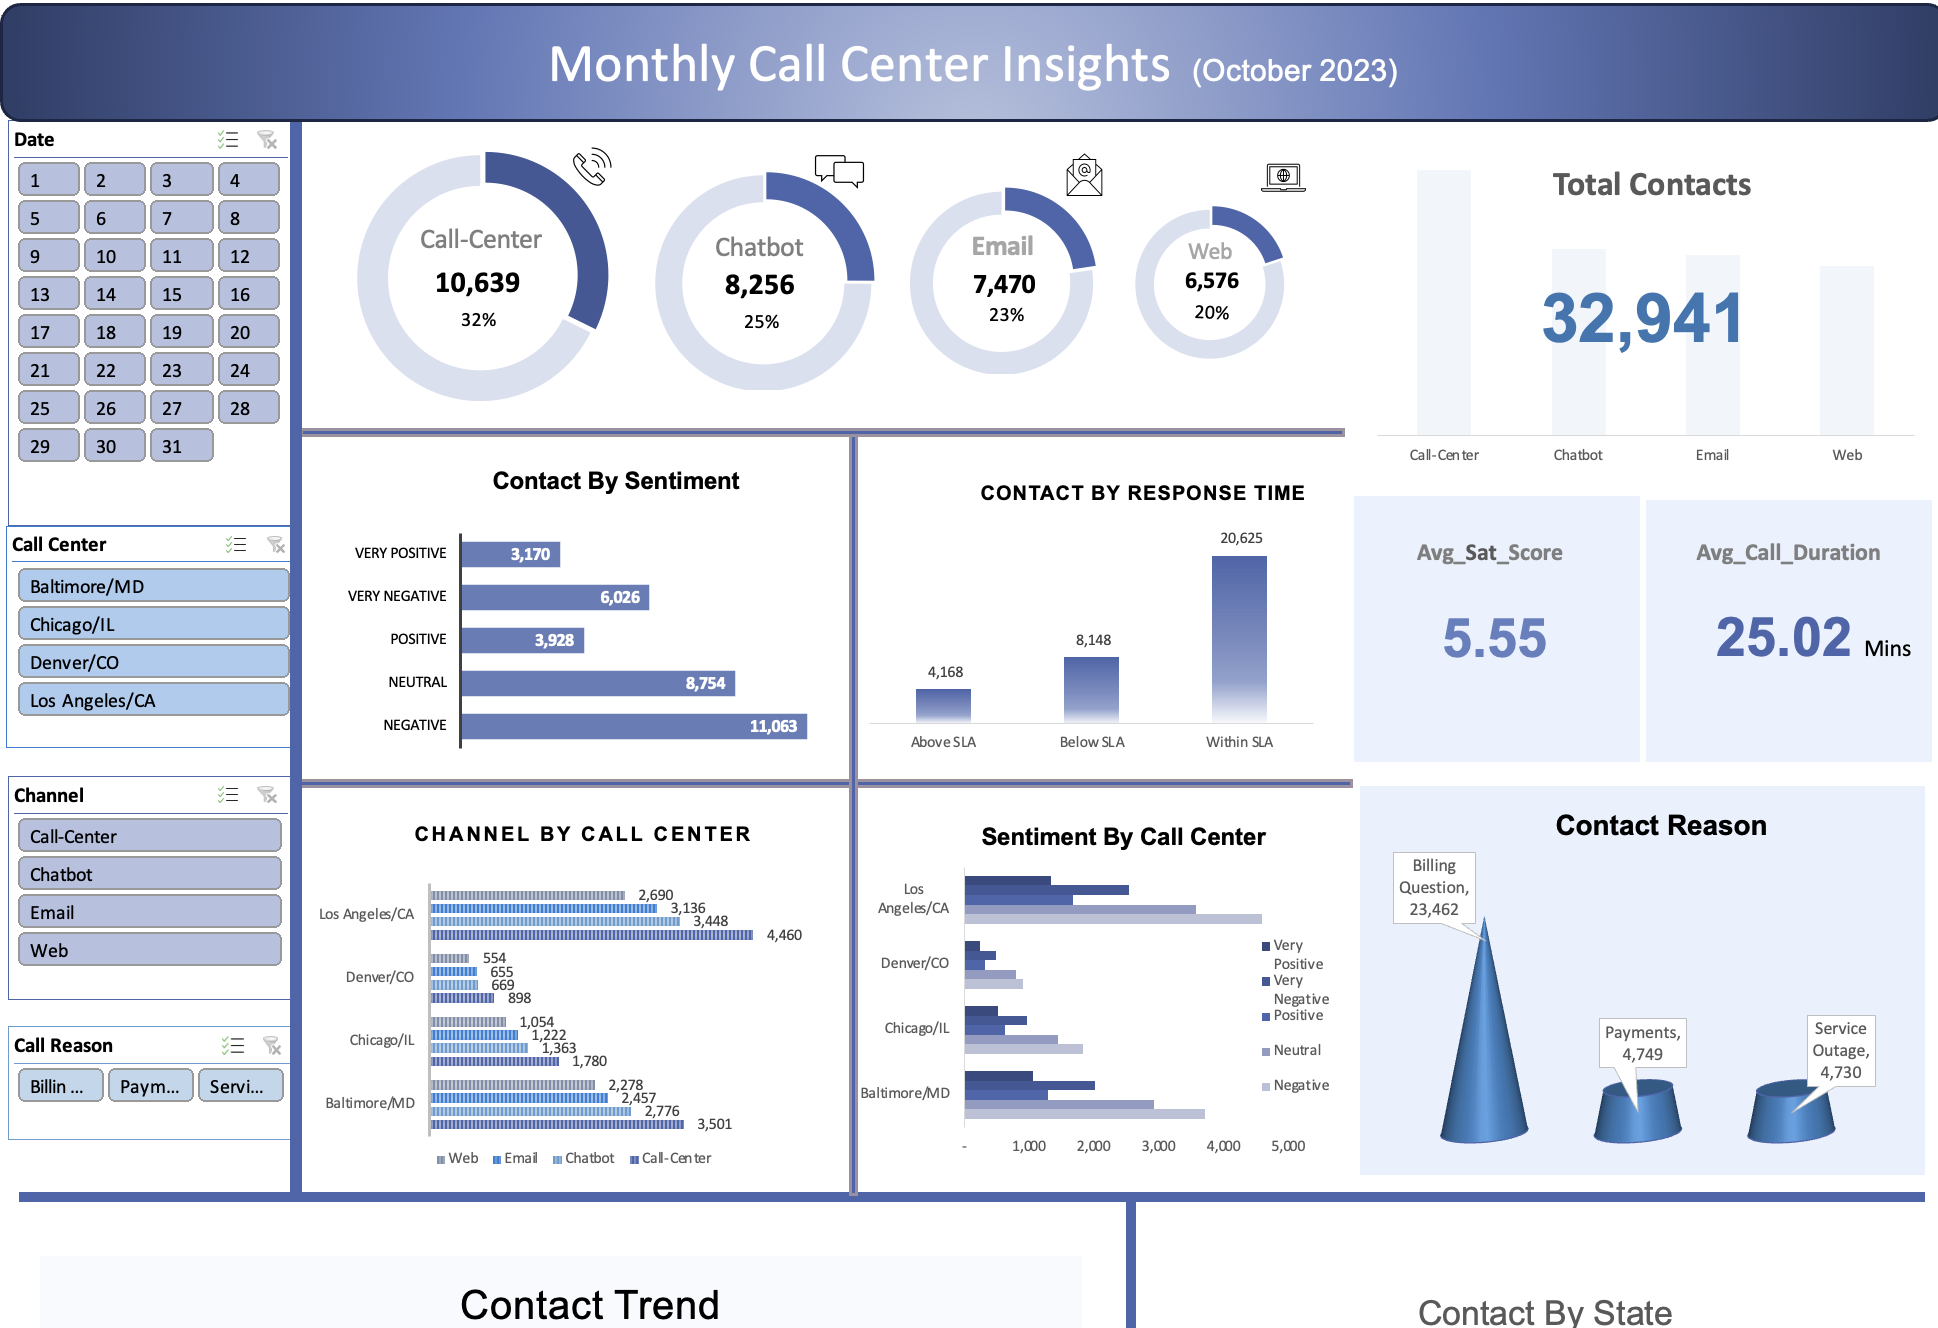 Monthly Call Center Insights (October 2023)
Date
1 2 3 4
5 6 7 8
9 10 11 12
13 14 15 16
17 18 19 20
21 22 23 24
25 26 27 28
29 30 31
Call Center
Baltimore/MD
Chicago/IL
Denver/CO
Los Angeles/CA
Channel
Call-Center
Chatbot
Email
Web
Call Reason
Billin ... Paym... Servi...
Call-Center
10,639
32%
Chatbot
8,256
25%
@
Email
7,470
23%
Web
6,576
20%
Total Contacts
32,941
Call-Center Chatbot Email Web
Contact By Sentiment
VERY POSITIVE 3,170
VERY NEGATIVE 6,026
POSITIVE 3,928
NEUTRAL 8,754
NEGATIVE 11,063
CONTACT BY RESPONSE TIME
20,625
8,148
4,168
Above SLA Below SLA Within SLA
Avg_Sat_Score
5.55
Avg_Call_Duration
25.02 Mins
CHANNEL BY CALL CENTER
Los Angeles/CA
2,690
3,136
3,448
4,460
Denver/CO
554
655
669
898
Chicago/IL
1,054
1,222
1,363
1,780
Baltimore/MD
2,278
2,457
2,776
3,501
Web Email Chatbot Call-Center
Sentiment By Call Center
Los
Angeles/CA
Denver/CO
Chicago/IL
Baltimore/MD
- 1,000 2,000 3,000 4,000 5,000
Very
Positive
Very
Negative
Positive
Neutral
Negative
Contact Reason
Billing
Question,
23,462
Payments,
4,749
Service
Outage,
4,730
Contact Trend
Contact By State